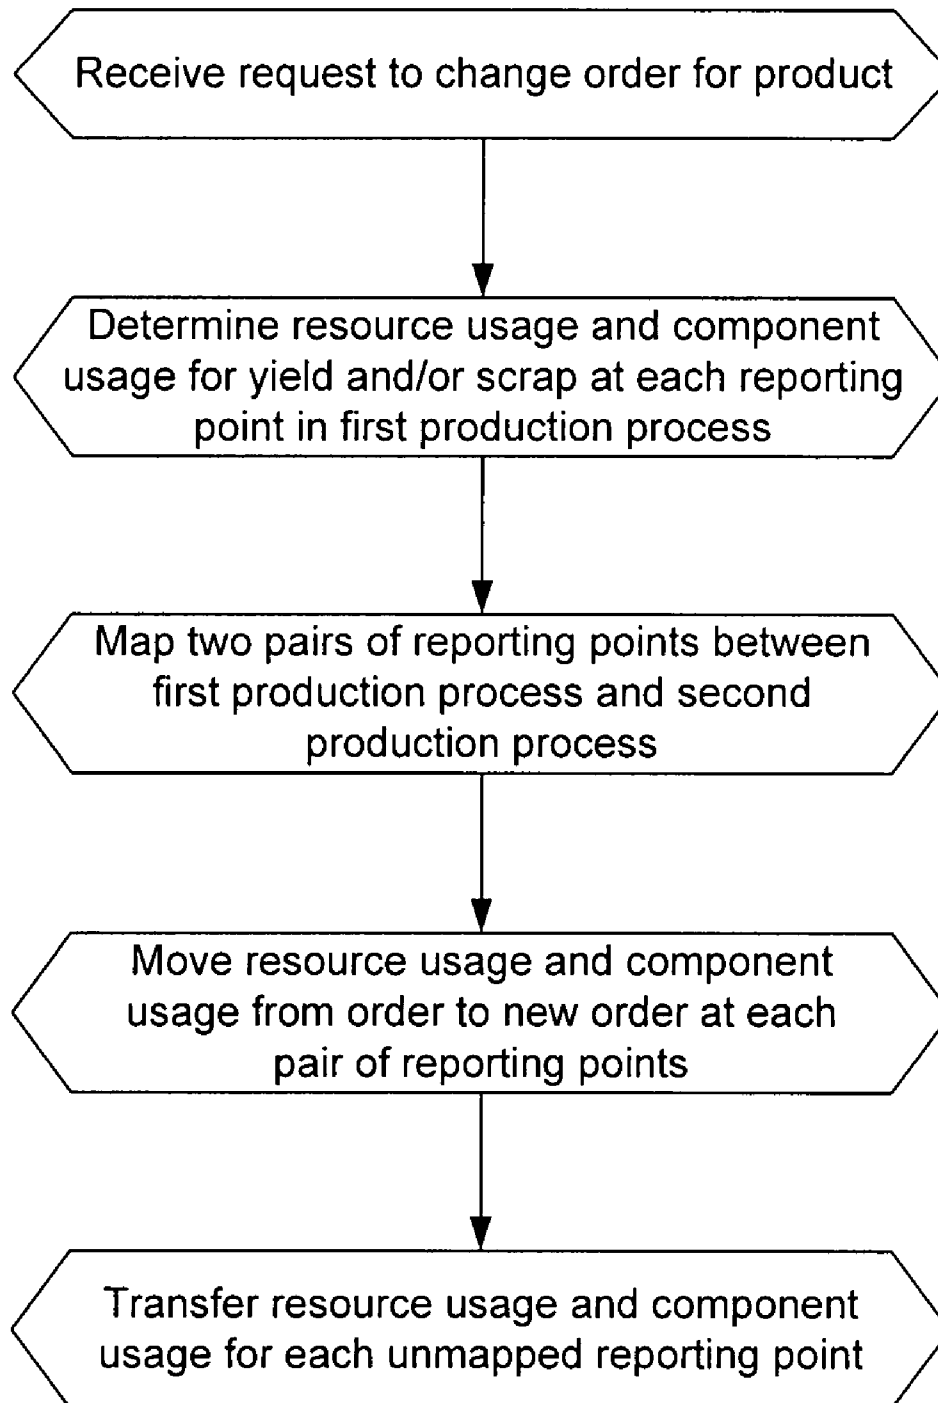 Receive request to change order for product
Determine resource usage and component
usage for yield and/or scrap at each reporting
point in first production process
Map two pairs of reporting points between
first production process and second
production process
Move resource usage and component
usage from order to new order at each
pair of reporting points
Transfer resource usage and component
usage for each unmapped reporting point